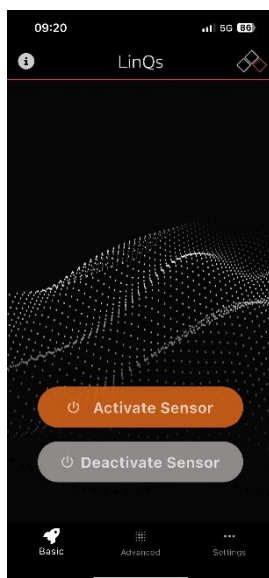 09:20 5G 86
i LinQs
Activate Sensor
Deactivate Sensor
Basic Advanced Settings